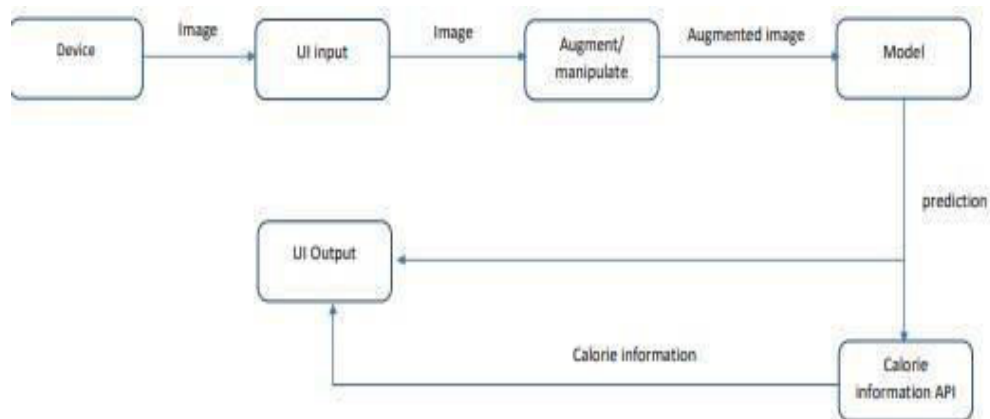 Device
Image
UI input
Image
Augment/
manipulate
Augmented image
Model
prediction
UI Output
Calorie information
Calorie
information API